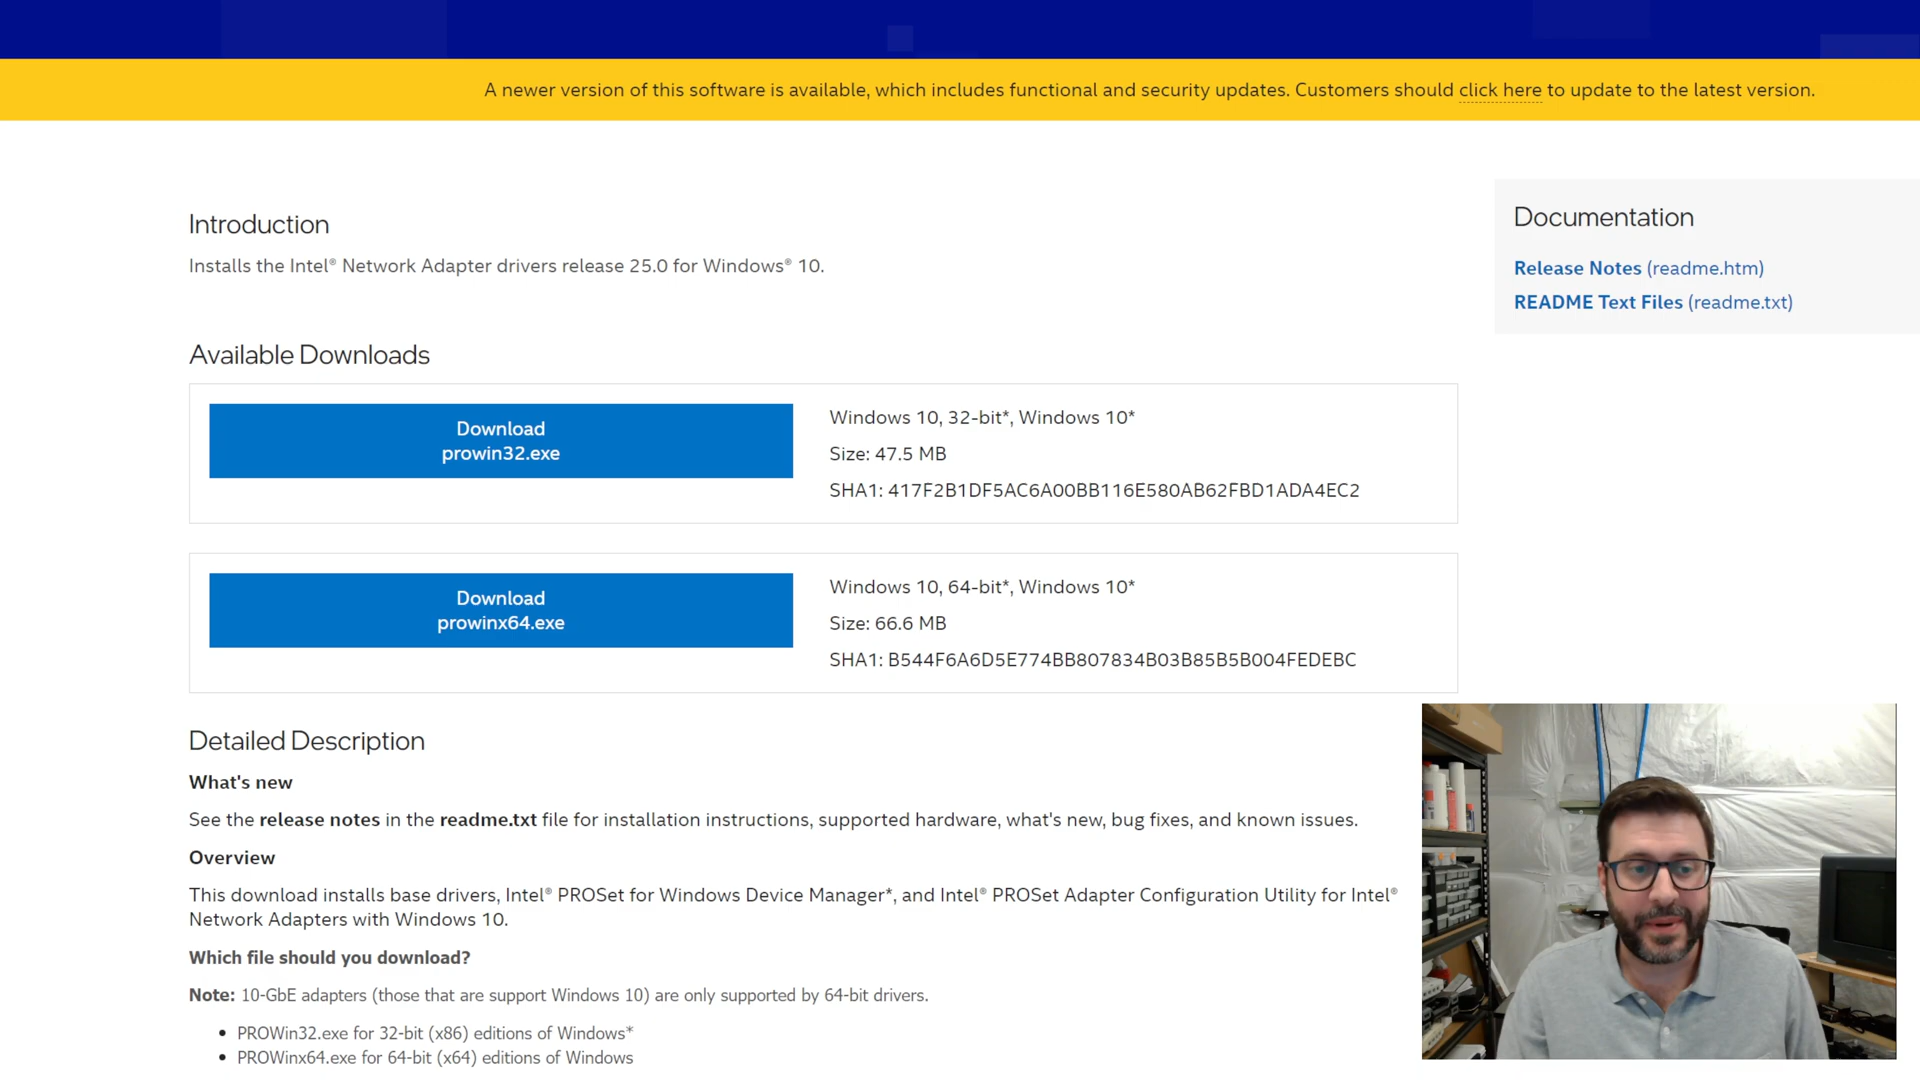 A newer version of this software is available, which includes functional and security updates. Customers should click here to update to the latest version.
Introduction
Installs the Intel® Network Adapter drivers release 25.0 for Windows® 10.
Documentation
Release Notes (readme.htm)
README Text Files (readme.txt)
Available Downloads
Download
prowin32.exe
Windows 10, 32-bit*, Windows 10*
Size: 47.5 MB
SHA1: 417F2B1DF5AC6A00BB116E580AB62FBD1ADA4EC2
Download
prowinx64.exe
Windows 10, 64-bit*, Windows 10*
Size: 66.6 MB
SHA1: B544F6A6D5E774BB807834B03B85B5B004FEDEBC
Detailed Description
What's new
See the release notes in the readme.txt file for installation instructions, supported hardware, what's new, bug fixes, and known issues.
Overview
This download installs base drivers, Intel® PROSet for Windows Device Manager*, and Intel® PROSet Adapter Configuration Utility for Intel®
Network Adapters with Windows 10.
Which file should you download?
Note: 10-GbE adapters (those that are support Windows 10) are only supported by 64-bit drivers.
• PROWin32.exe for 32-bit (x86) editions of Windows*
• PROWinx64.exe for 64-bit (x64) editions of Windows